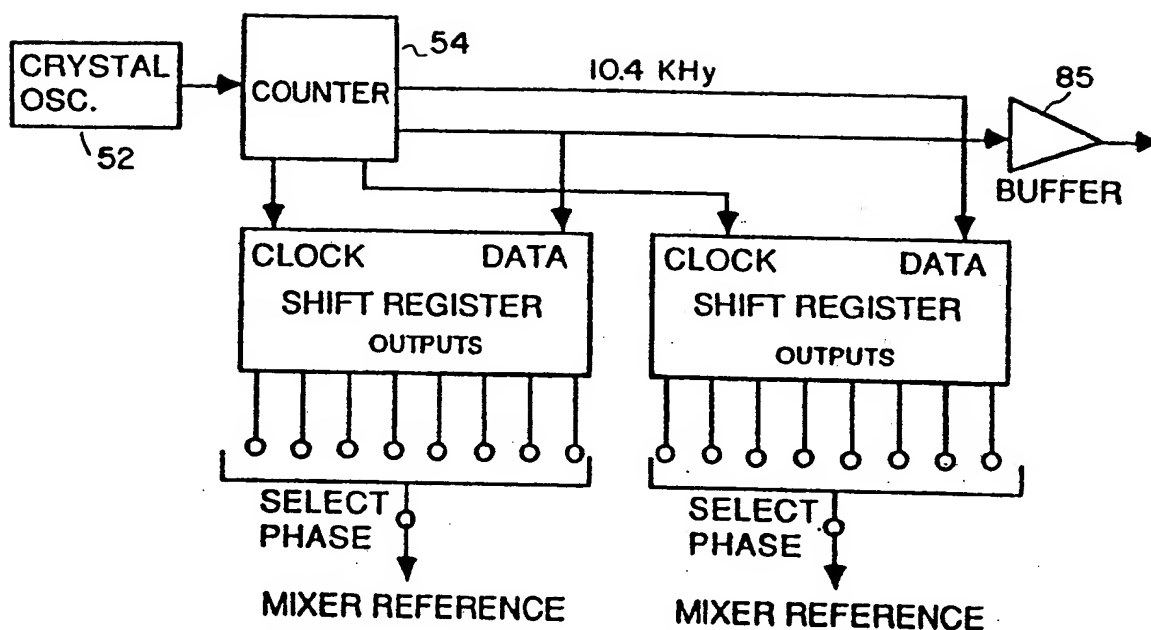 54
CRYSTAL
OSC.
COUNTER
10.4 KHy
85
52
BUFFER
CLOCK DATA
SHIFT REGISTER
OUTPUTS
CLOCK DATA
SHIFT REGISTER
OUTPUTS
SELECT
PHASE
SELECT
PHASE
MIXER REFERENCE
MIXER REFERENCE